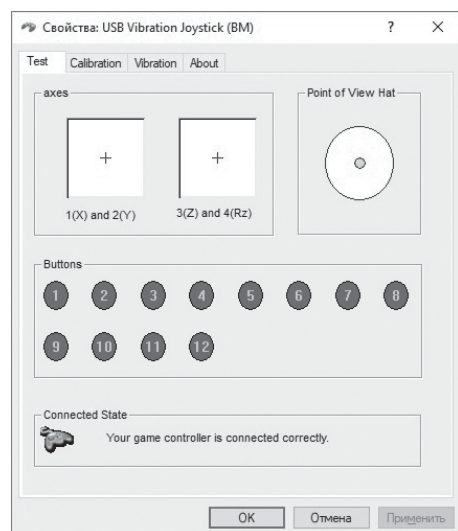 Свойства: USB Vibration Joystick (BM) ? ×
Test Calibration Vibration About
axes
Point of View Hat
1(X) and 2(Y)
3(Z) and 4(Rz)
Buttons
1 2 3 4 5 6 7 8
9 10 11 12
Connected State
Your game controller is connected correctly.
OK Отмена Применить